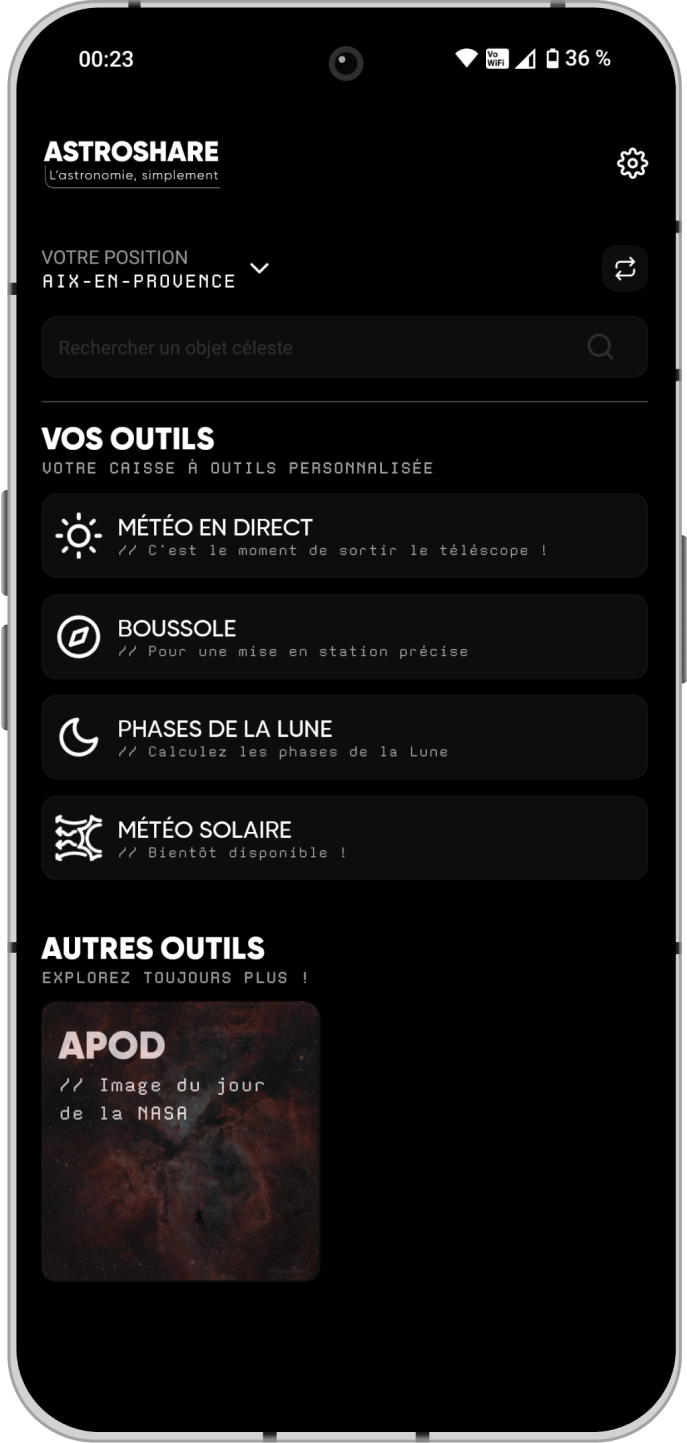 00:23
Vo
WiFi
36 %
ASTROSHARE
L'astronomie, simplement
VOTRE POSITION
AIX-EN-PROVENCE
Rechercher un objet céleste
VOS OUTILS
VOTRE CAISSE À OUTILS PERSONNALISÉE
MÉTÉO EN DIRECT
// C'est le moment de sortir le téléscope !
BOUSSOLE
// Pour une mise en station précise
PHASES DE LA LUNE
// Calculez les phases de la Lune
MÉTÉO SOLAIRE
// Bientôt disponible !
AUTRES OUTILS
EXPLOREZ TOUJOURS PLUS !
APOD
// Image du jour
de la NASA